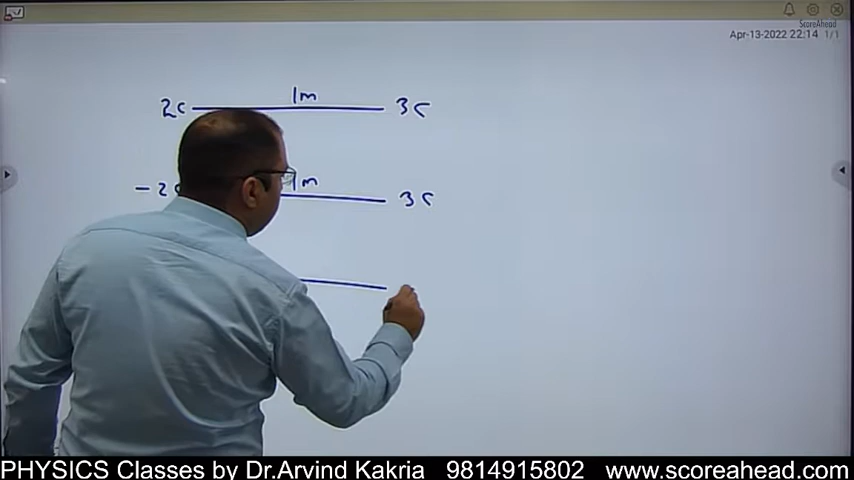 ScoreAhead
Apr-13-2022 22:14 1/1
2c 1m 3c
-2 1m 3c
PHYSICS Classes by Dr.Arvind Kakria 9814915802 www.scoreahead.com